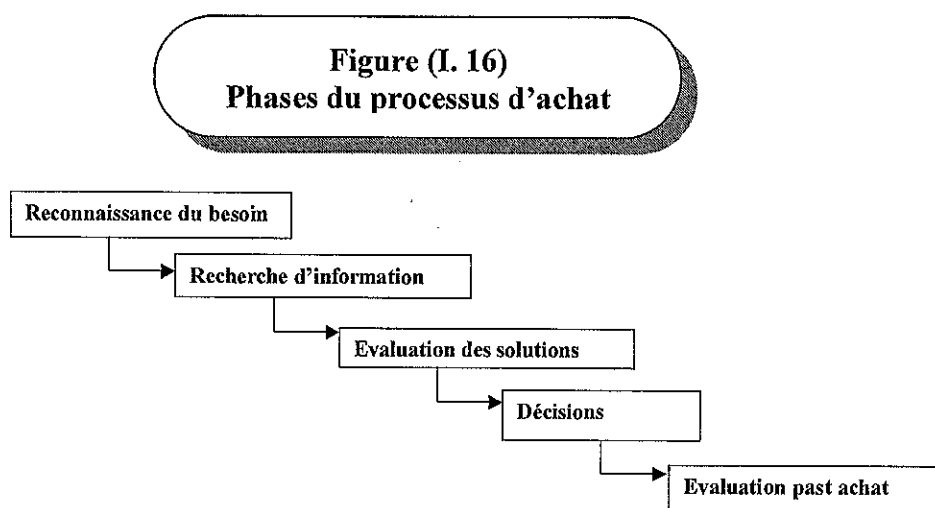 Figure (I. 16)
Phases du processus d'achat
Reconnaissance du besoin
Recherche d'information
Evaluation des solutions
Décisions
Evaluation past achat